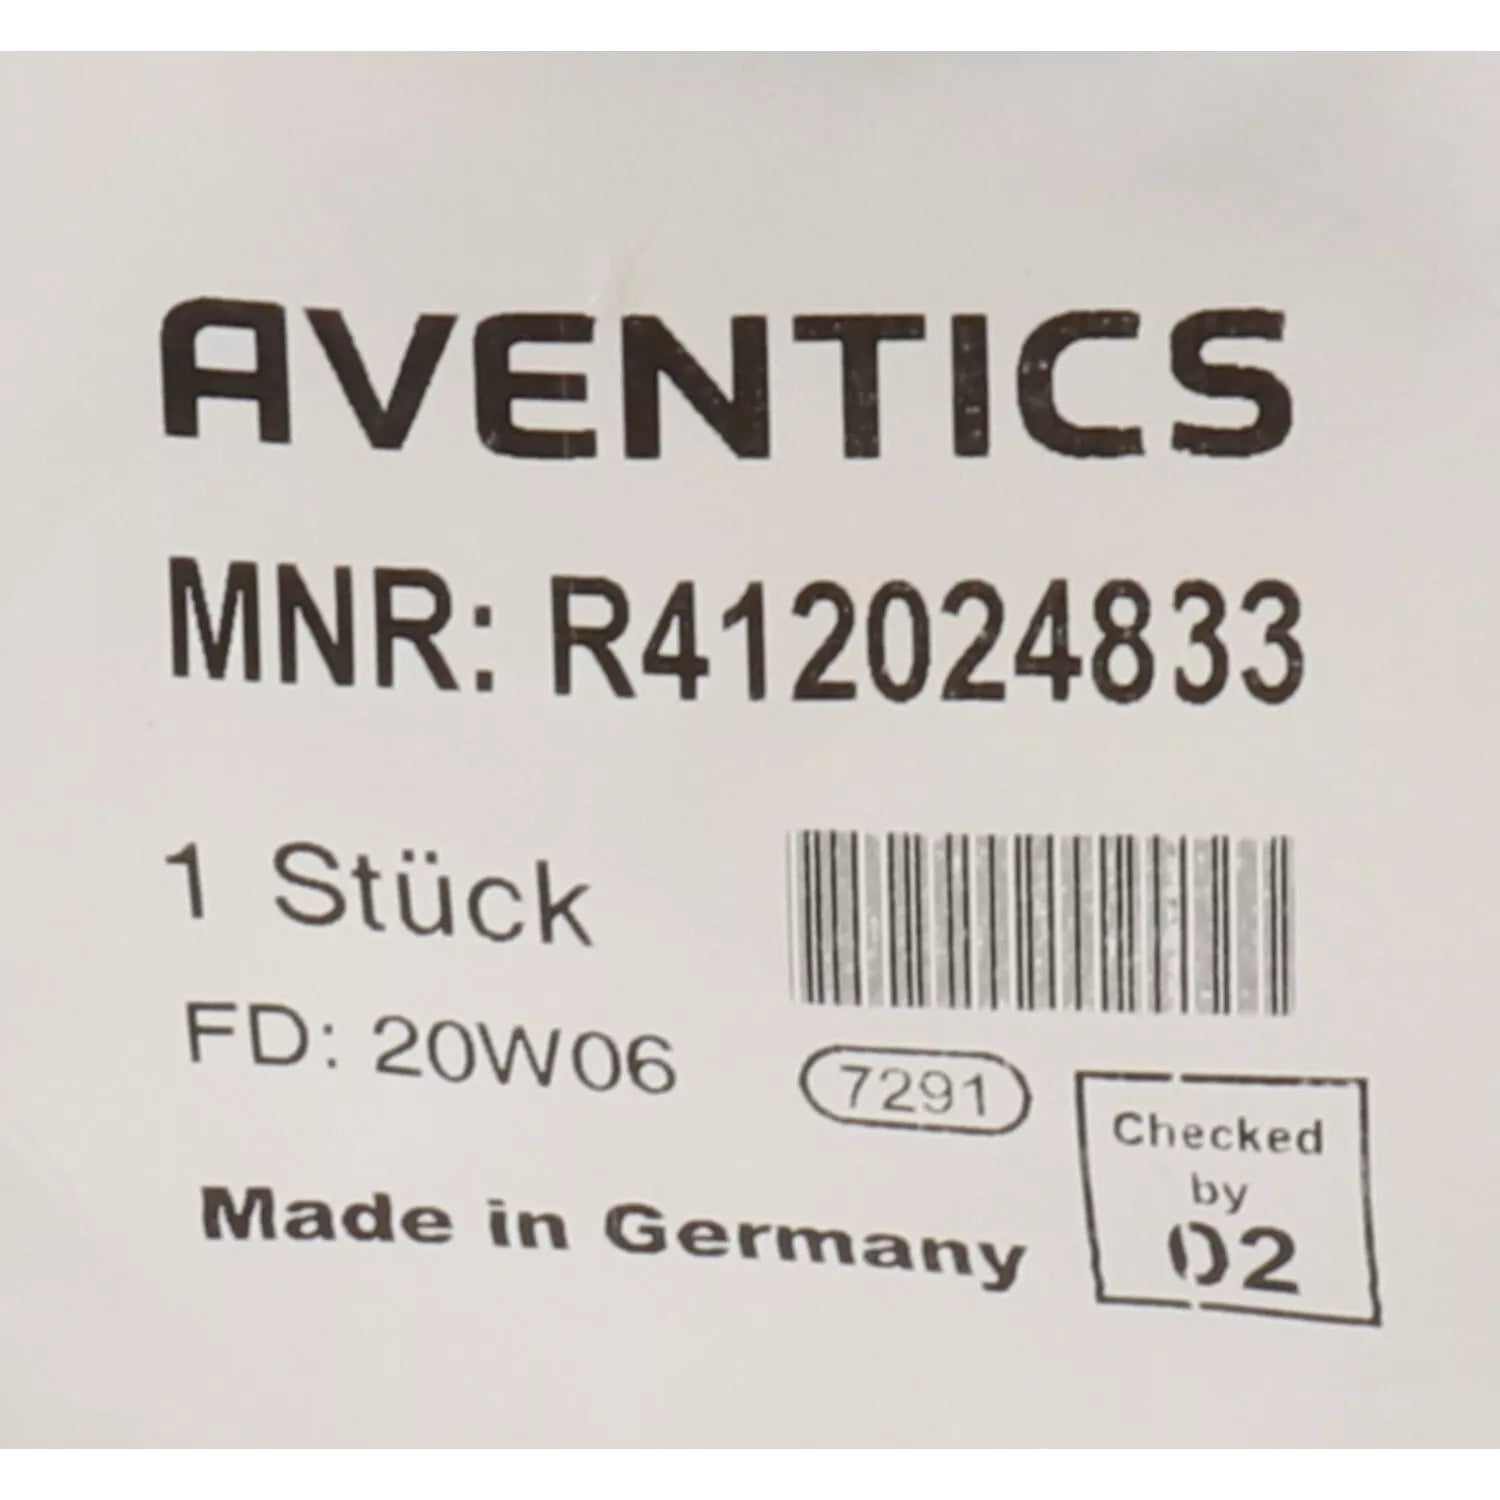 AVENTICS
MNR: R412024833
1 Stück
FD: 20W06
7291
Checked
by
02
Made in Germany